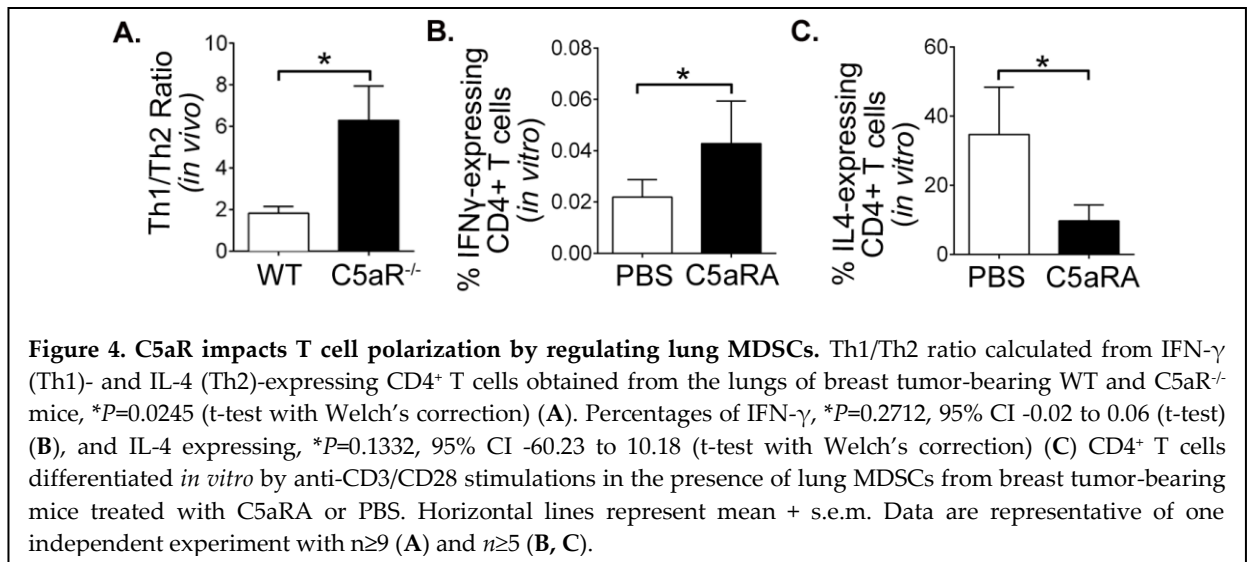 A.
Th1/Th2 Ratio
(in vivo)
10
8
6
4
2
0
*
WT C5aR-/-
B.
% IFNγ-expressing
CD4+ T cells
(in vitro)
0.08
0.06
0.04
0.02
0.00
*
PBS C5aRA
C.
% IL4-expressing
CD4+ T cells
(in vitro)
60
40
20
0
*
PBS C5aRA
Figure 4. C5aR impacts T cell polarization by regulating lung MDSCs. Th1/Th2 ratio calculated from IFN-γ
(Th1)- and IL-4 (Th2)-expressing CD4+ T cells obtained from the lungs of breast tumor-bearing WT and C5aR-/-
mice, *P=0.0245 (t-test with Welch’s correction) (A). Percentages of IFN-γ, *P=0.2712, 95% CI -0.02 to 0.06 (t-test)
(B), and IL-4 expressing, *P=0.1332, 95% CI -60.23 to 10.18 (t-test with Welch’s correction) (C) CD4+ T cells
differentiated in vitro by anti-CD3/CD28 stimulations in the presence of lung MDSCs from breast tumor-bearing
mice treated with C5aRA or PBS. Horizontal lines represent mean + s.e.m. Data are representative of one
independent experiment with n≥9 (A) and n≥5 (B, C).